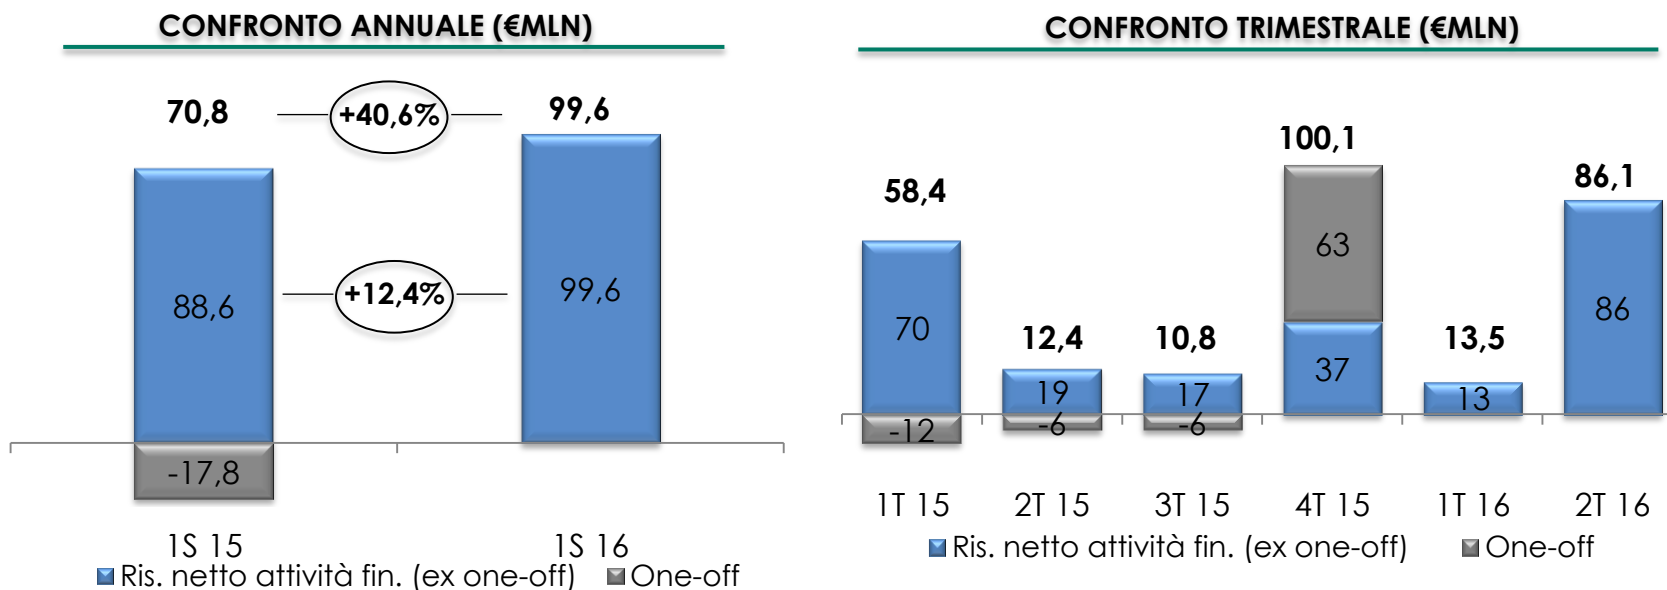 CONFRONTO ANNUALE (€MLN)
70,8
+40,6%
99,6
88,6
+12,4%
99,6
-17,8
1S 15
1S 16
Ris. netto attività fin. (ex one-off)
One-off
CONFRONTO TRIMESTRALE (€MLN)
58,4
12,4
10,8
100,1
13,5
86,1
70
19
17
63
37
13
86
-12
-6
-6
1T 15
2T 15
3T 15
4T 15
1T 16
2T 16
Ris. netto attività fin. (ex one-off)
One-off